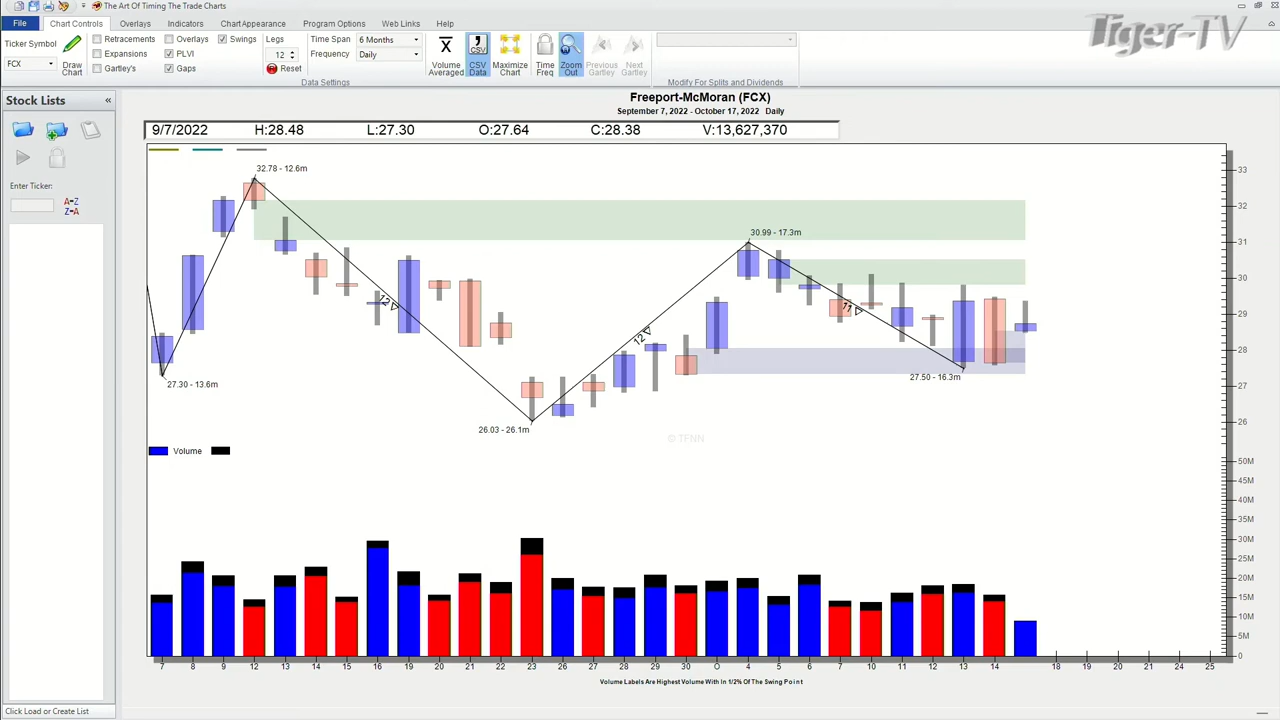 The Art Of Timing The Trade Charts
Tiger-TV
File
Chart Controls
Overlays
Indicators
Chart Appearance
Program Options
Web Links
Help
Ticker Symbol
FCX
Draw
Chart
Retracements
Overlays
Swings
Expansions
PLVI
Gartley's
Gaps
Legs
12
Reset
Time Span
6 Months
Frequency
Daily
Data Settings
Volume
Averaged
CSV
Data
Maximize
Chart
Time
Freq
Zoom
Out
Previous
Gartley
Next
Gartley
Modify For Splits and Dividends
Stock Lists
«
Enter Ticker:
A-Z
Z-A
Click Load or Create List
Freeport-McMoran (FCX)
September 7, 2022 - October 17, 2022 Daily
9/7/2022 H:28.48 L:27.30 O:27.64 C:28.38 V:13,627,370
32.78 - 12.6m
30.99 - 17.3m
27.30 - 13.6m
27.50 - 16.3m
26.03 - 26.1m
12
12
11
© TFNN
33
32
31
30
29
28
27
26
Volume
50M
45M
40M
35M
30M
25M
20M
15M
10M
5M
0
7 8 9 12 13 14 15 16 19 20 21 22 23 26 27 28 29 30 O 4 5 6 7 10 11 12 13 14 18 19 20 21 24 25
Volume Labels Are Highest Volume With In 1/2% Of The Swing Point